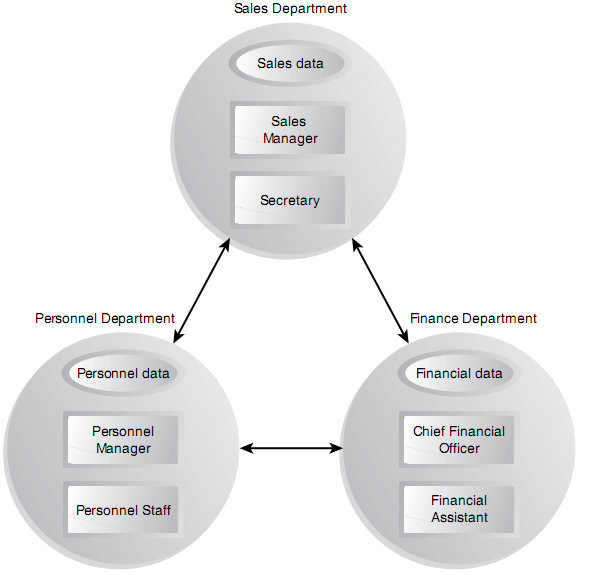 Sales Department
Sales data
Sales
Manager
Secretary
Personnel Department
Personnel data
Personnel
Manager
Personnel Staff
Finance Department
Financial data
Chief Financial
Officer
Financial
Assistant